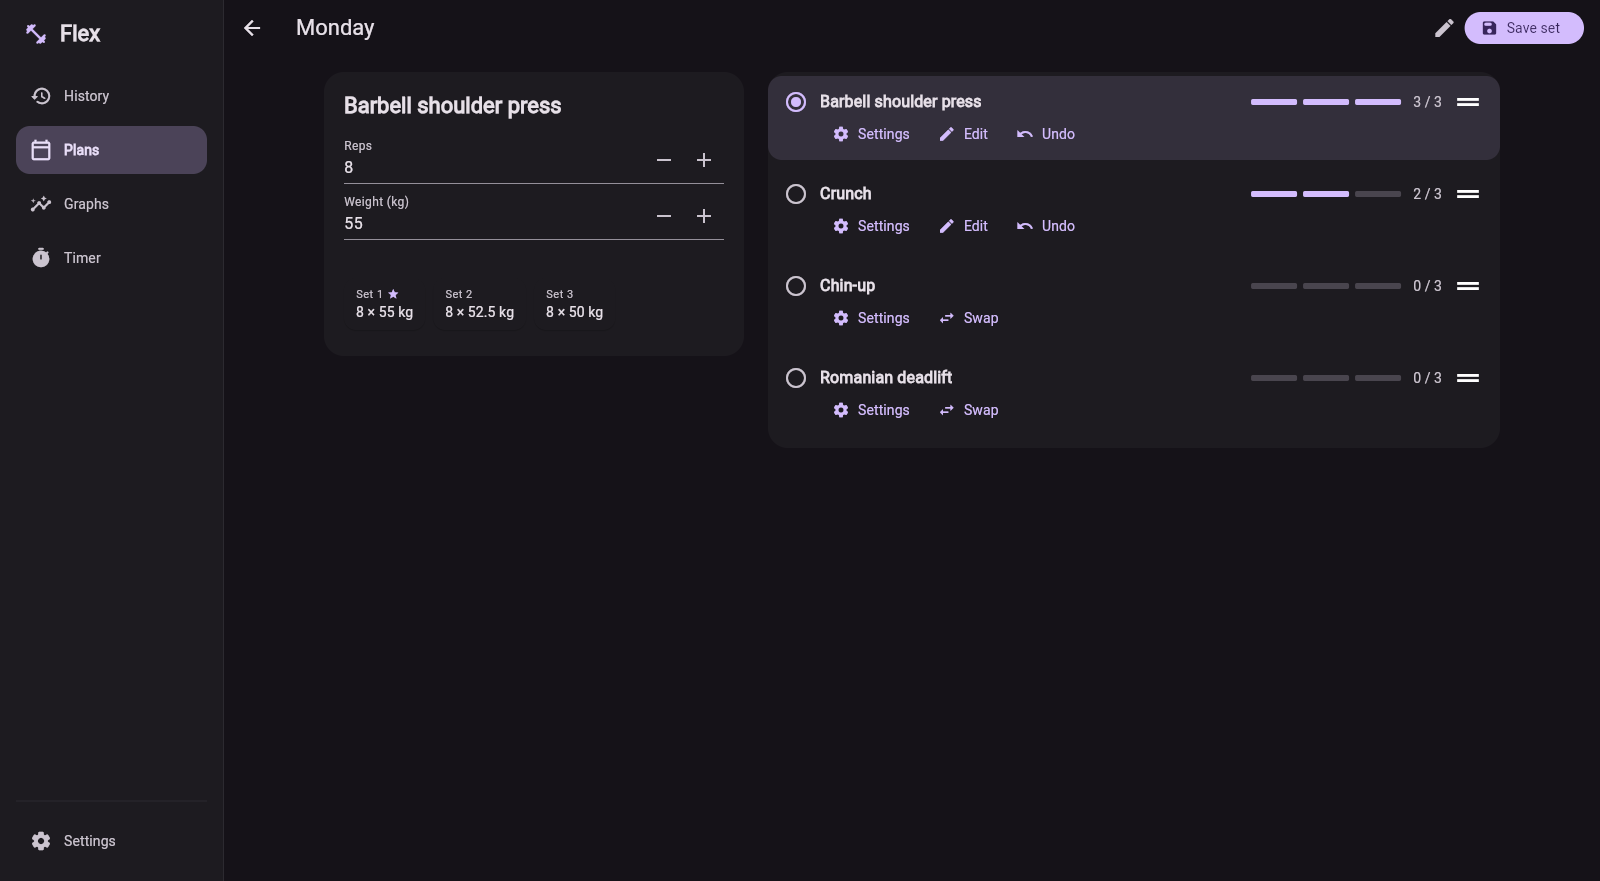 Flex
History
Plans
Graphs
Timer
Settings
Monday
Save set
Barbell shoulder press
Reps
8
Weight (kg)
55
Set 1
8 × 55 kg
Set 2
8 × 52.5 kg
Set 3
8 × 50 kg
Barbell shoulder press
3 / 3
Settings Edit Undo
Crunch
2 / 3
Settings Edit Undo
Chin-up
0 / 3
Settings Swap
Romanian deadlift
0 / 3
Settings Swap